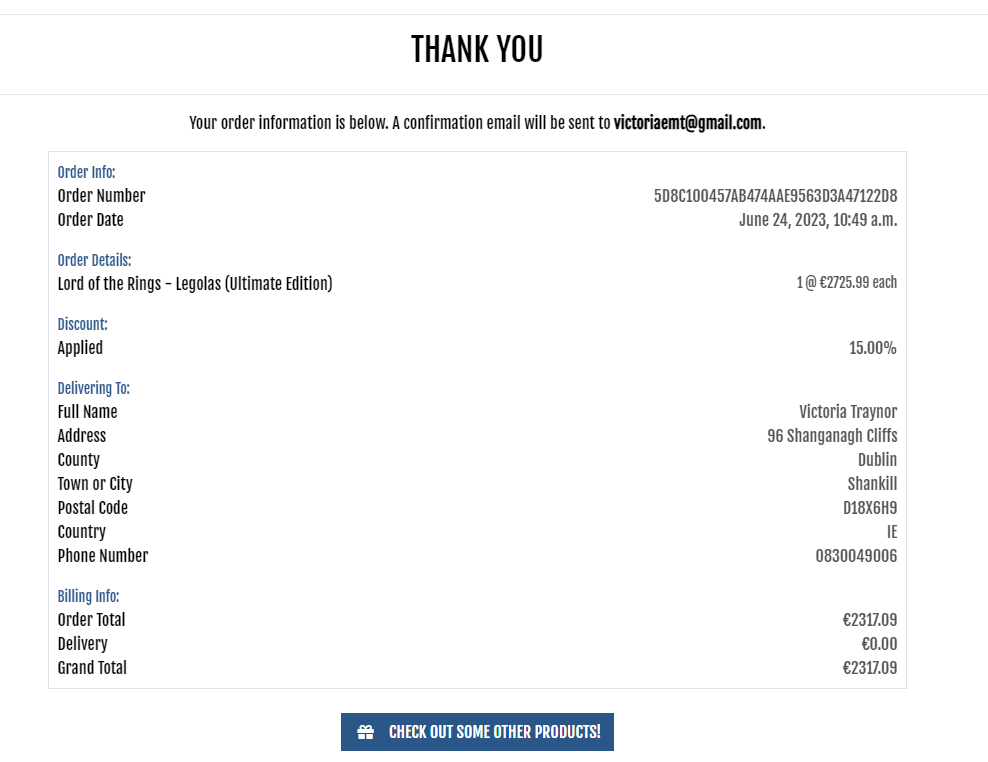 THANK YOU
Your order information is below. A confirmation email will be sent to victoriaemt@gmail.com.
Order Info:
Order Number 5D8C100457AB474AAE9563D3A47122D8
Order Date June 24, 2023, 10:49 a.m.
Order Details:
Lord of the Rings - Legolas (Ultimate Edition) 1 @ €2725.99 each
Discount:
Applied 15.00%
Delivering To:
Full Name Victoria Traynor
Address 96 Shanganagh Cliffs
County Dublin
Town or City Shankill
Postal Code D18X6H9
Country IE
Phone Number 0830049006
Billing Info:
Order Total €2317.09
Delivery €0.00
Grand Total €2317.09
CHECK OUT SOME OTHER PRODUCTS!